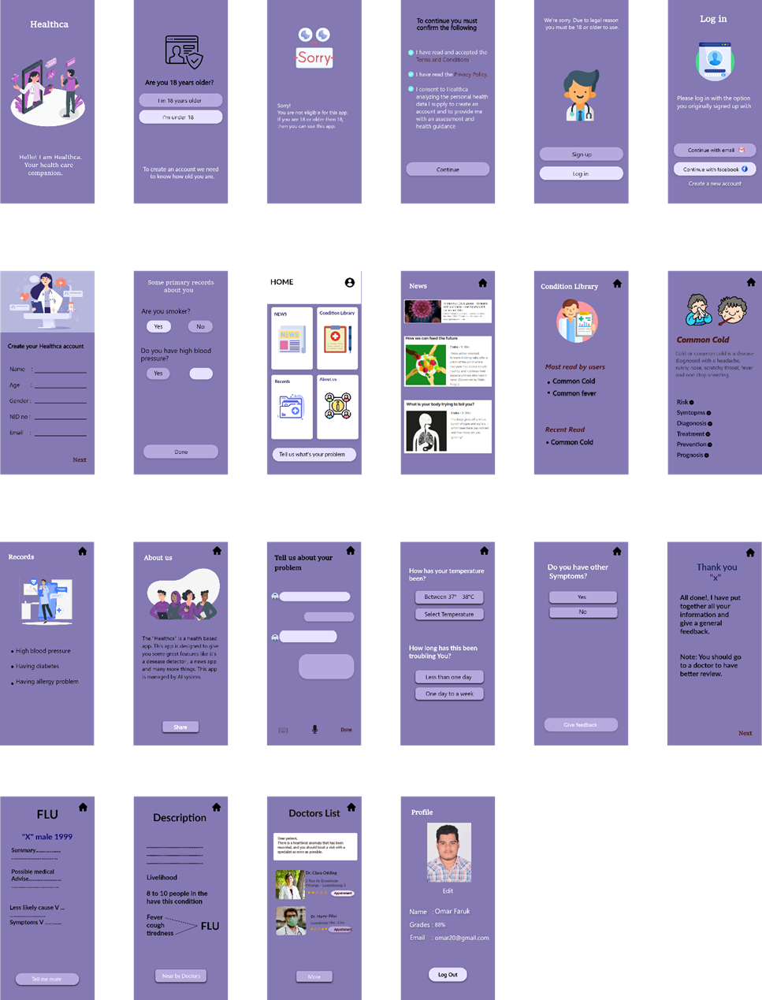 Healthca
Hello! I am Healthca.
Your health care
companion.
Are you 18 years older?
I'm 18 years older
I'm under 18
To create an account we need
to know how old you are.
Sorry
Sorry!
You are not eligible for this app.
If you are 18 or older then 18,
then you can use this app.
To continue you must
confirm the following
I have read and accepted the
Terms and Conditions.
I have read the Privacy Policy.
I consent to Healthca
analyzing the personal health
data I supply to create an
account and to provide me
with an assessment and
health guidance
Continue
We're sorry. Due to legal reason
you must be 18 or older to use.
Sign up
Log in
Log in
Please log in with the option
you originally signed up with
Continue with email
Continue with facebook
Create a new account
Create your Healthca account
Name :
Age :
Gender :
NID no :
Email :
Next
Some primary records
about you
Are you smoker?
Yes
No
Do you have high blood
pressure?
Yes
Done
HOME
NEWS
NEWS
Condition Library
Records
About us
Tell us what's your problem
News
How we can feed the future
What is your body trying to tell you?
Condition Library
Most read by users
• Common Cold
• Common fever
Recent Read
• Common Cold
Common Cold
Cold or common cold is a disease
diagnosed with a headache,
runny nose, scratchy throat, fever
and non stop sneeting.
Risk
Symtopms
Diagonosis
Treatment
Prevention
Prognosis
Records
• High blood pressure
• Having diabetes
• Having allergy problem
About us
The "Healthca" is a health based
app. This app is designed to give
you some great features like it's
a desease detector , a news app
and many more things. This app
is managed by AI system.
Share
Tell us about your
problem
Done
How has your temperature
been?
Between 37° 38°C
Select Temperature
How long has this been
troubling You?
Less than one day
One day to a week
Do you have other
Symptoms?
Yes
No
Give feedback
Thank you
"x"
All done!, I have put
together all your
information and
give a general
feedback.
Note: You should go
to a doctor to have
better review.
Next
FLU
"X" male 1999
Summary................
Possible medical
Advise.....................
Less likely cause V ...
Symptoms V ...........
Tell me more
Description
Livelihood
8 to 10 people in the
have this condition
Fever
cough
tiredness
FLU
Near by Doctors
Doctors List
Dear patient,
There is a heartbeat anomaly that has been
recorded, and you should book a visit with a
specialist as soon as possible.
Appointment
Appointment
More
Profile
Edit
Name : Omar Faruk
Grades : 88%
Email : omar20@gmail.com
Log Out